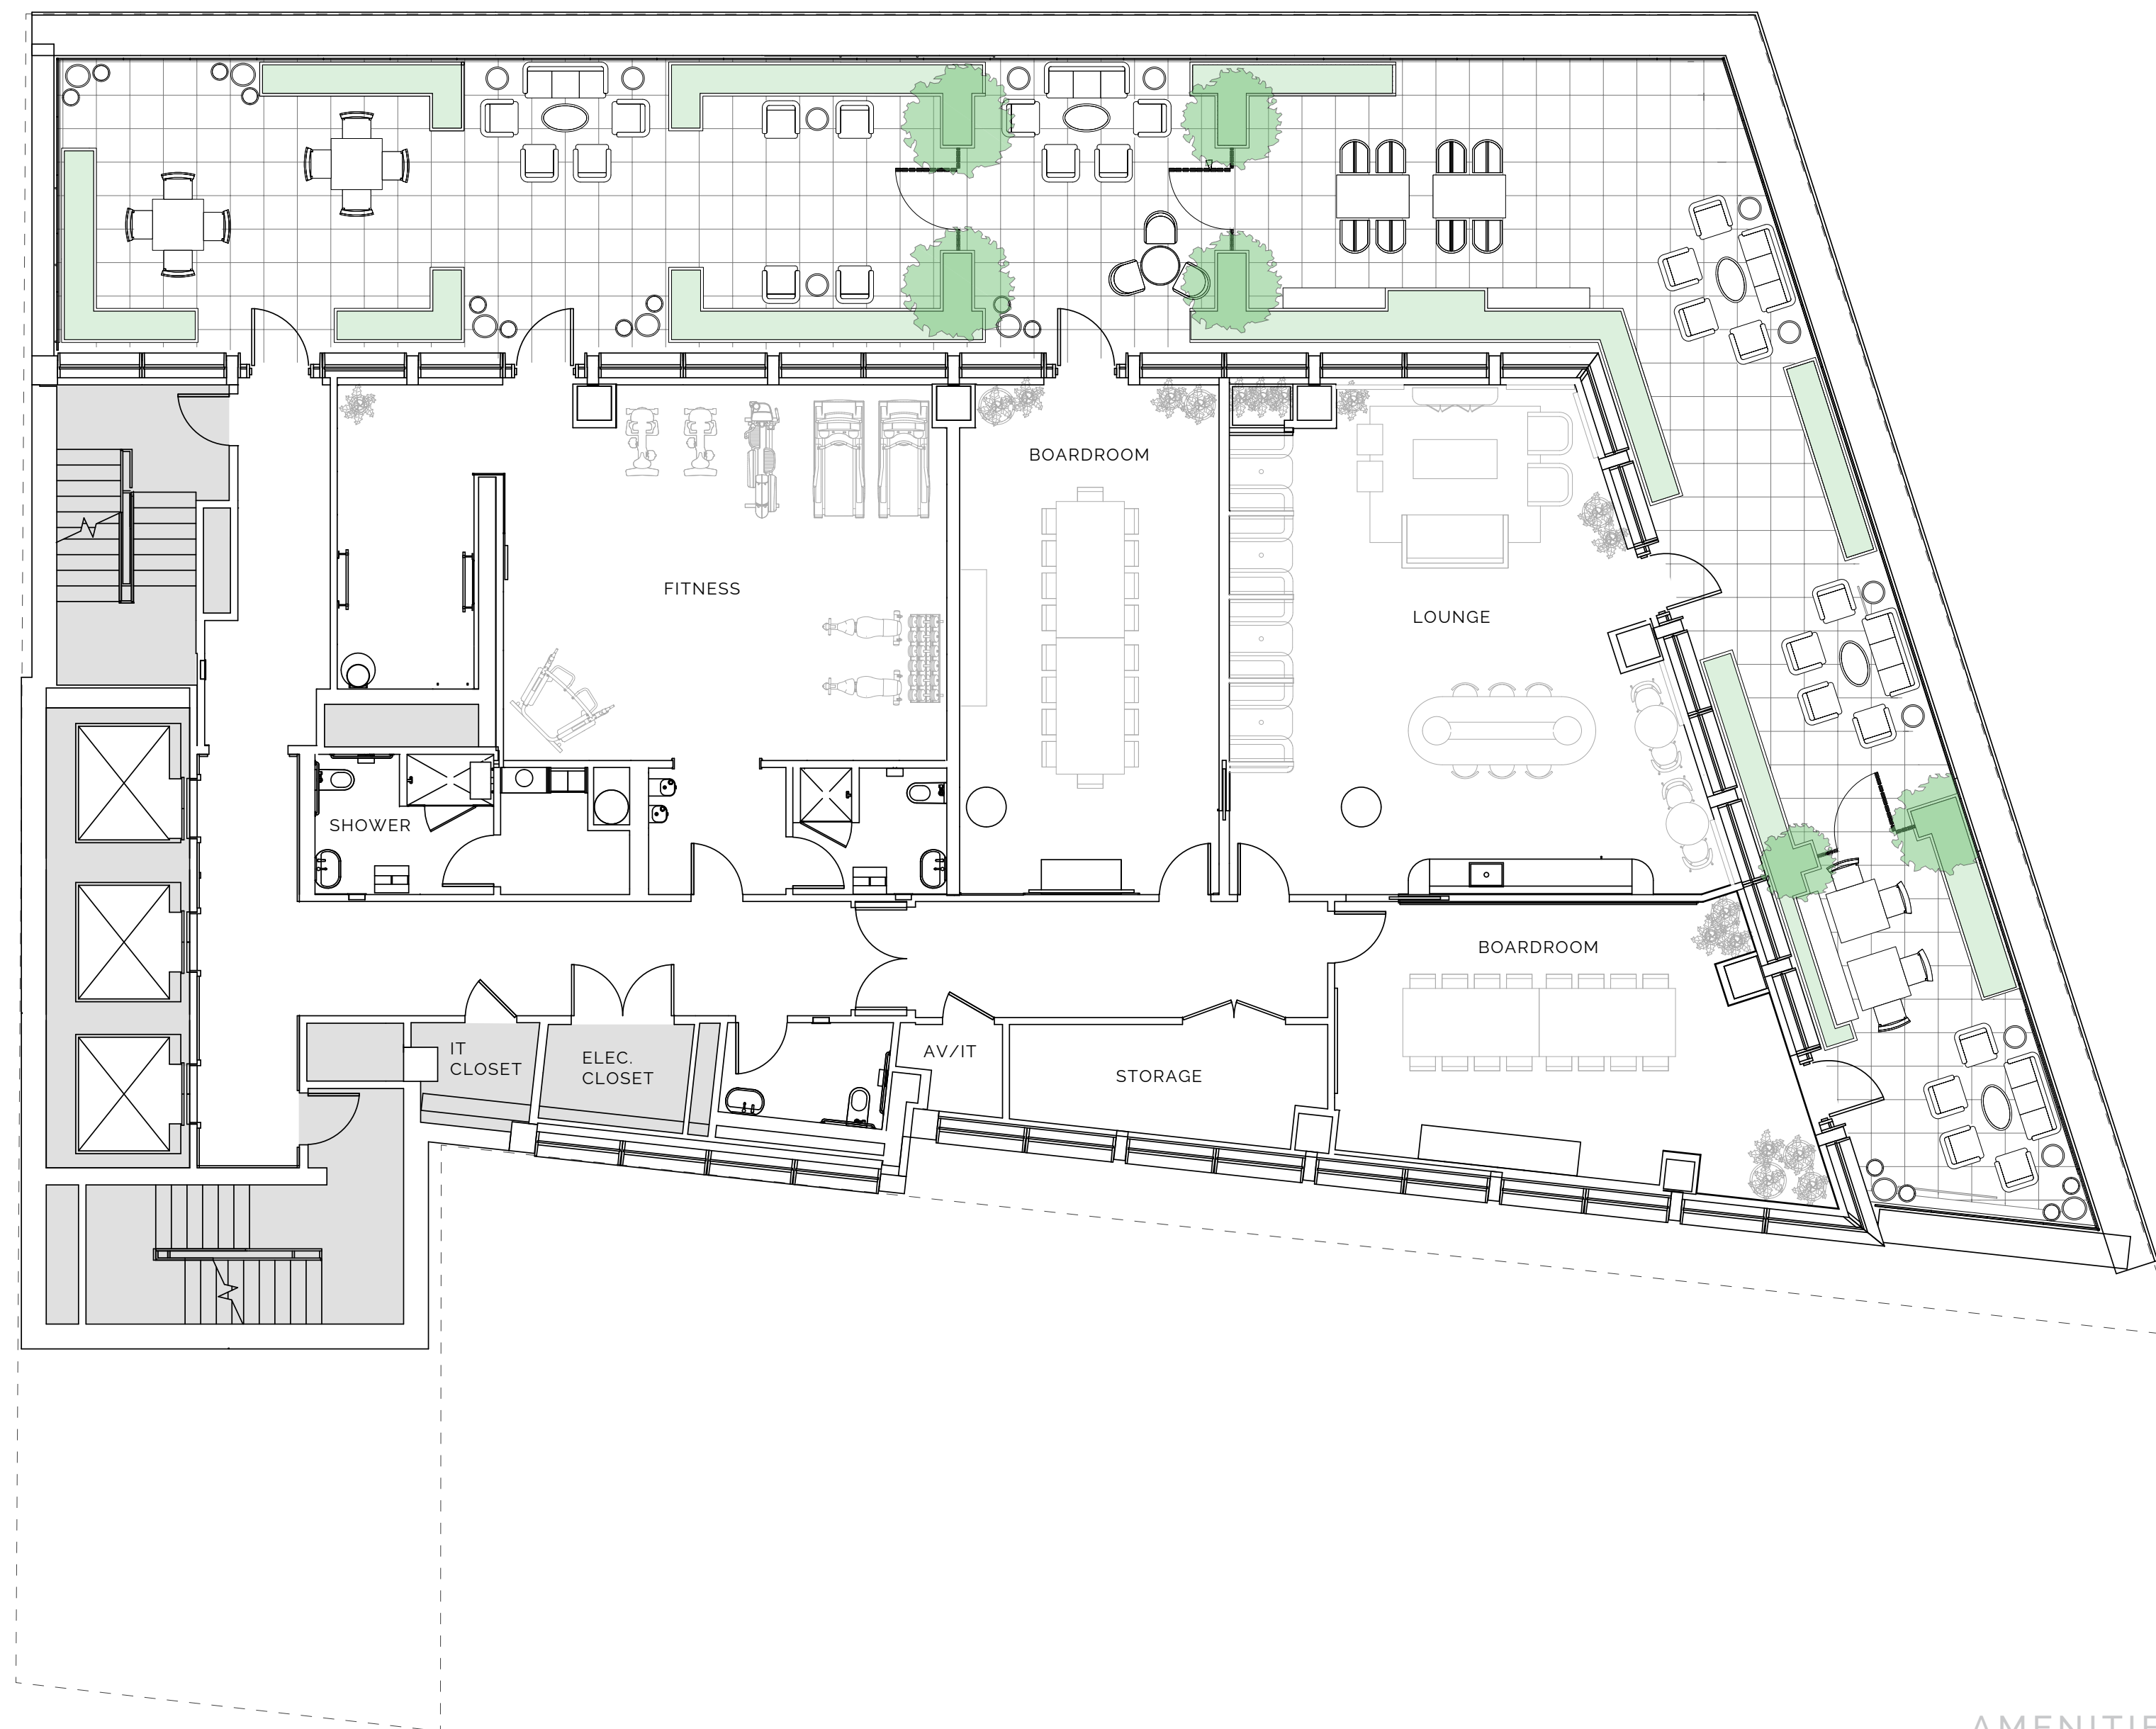 BOARDROOM
FITNESS
LOUNGE
SHOWER
BOARDROOM
IT
CLOSET
ELEC.
CLOSET
AV/IT
STORAGE